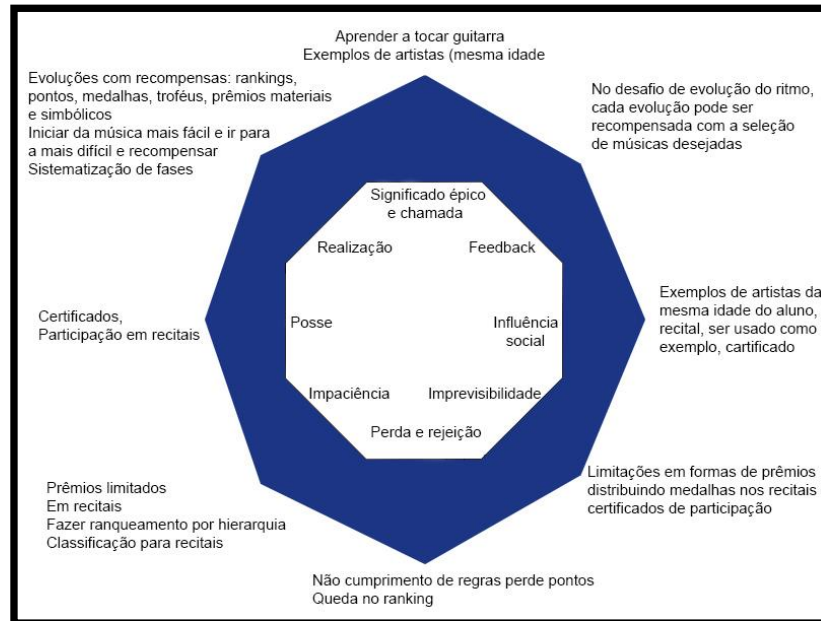 Aprender a tocar guitarra
Exemplos de artistas (mesma idade
Evoluções com recompensas: rankings,
pontos, medalhas, troféus, prêmios materiais
e simbólicos
Iniciar da música mais fácil e ir para
a mais difícil e recompensar
Sistematização de fases
No desafio de evolução do ritmo,
cada evolução pode ser
recompensada com a seleção
de músicas desejadas
Significado épico
e chamada
Realização
Feedback
Certificados,
Participação em recitais
Posse
Influência
social
Exemplos de artistas da
mesma idade do aluno,
recital, ser usado como
exemplo, cartificado
Impaciência
Imprevisibilidade
Perda e rejeição
Prêmios limitados
Em recitais
Fazer ranqueamento por hierarquia
Classificação para recitais
Limitações em formas de prêmios
distribuindo medalhas nos recitais
certificados de participação
Não cumprimento de regras perde pontos
Queda no ranking